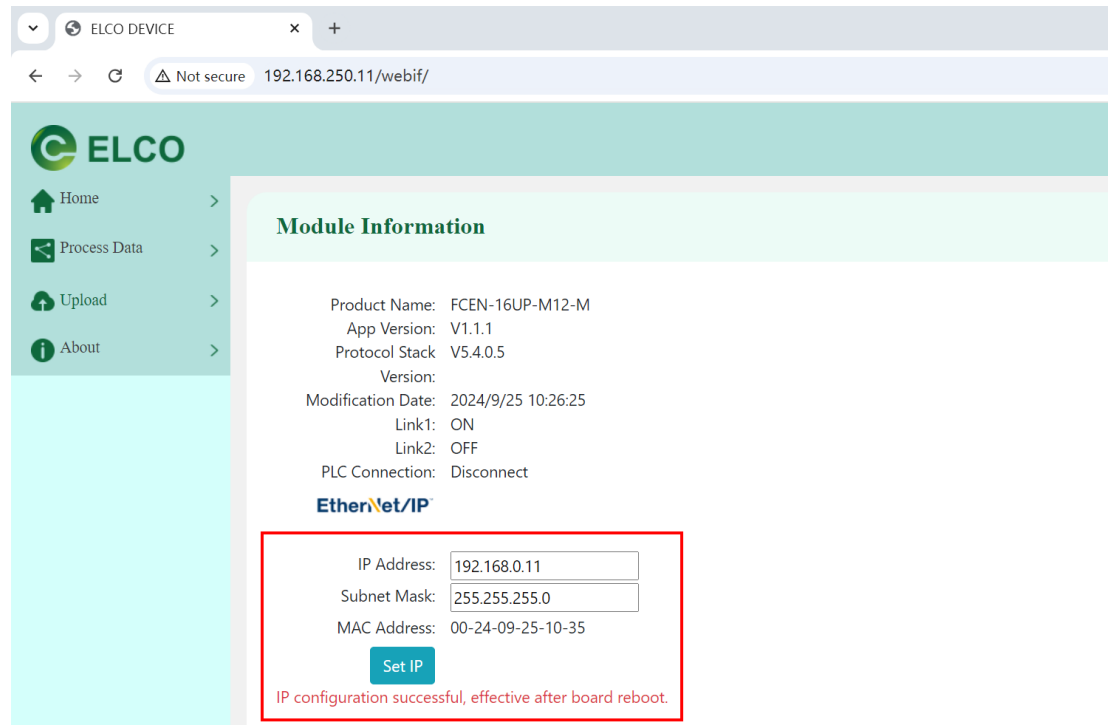 ELCO DEVICE
Not secure 192.168.250.11/webif/
ELCO
Home
Process Data
Upload
About
Module Information
Product Name: FCEN-16UP-M12-M
App Version: V1.1.1
Protocol Stack V5.4.0.5
Version:
Modification Date: 2024/9/25 10:26:25
Link1: ON
Link2: OFF
PLC Connection: Disconnect
EtherNet/IP™
IP Address: 192.168.0.11
Subnet Mask: 255.255.255.0
MAC Address: 00-24-09-25-10-35
Set IP
IP configuration successful, effective after board reboot.